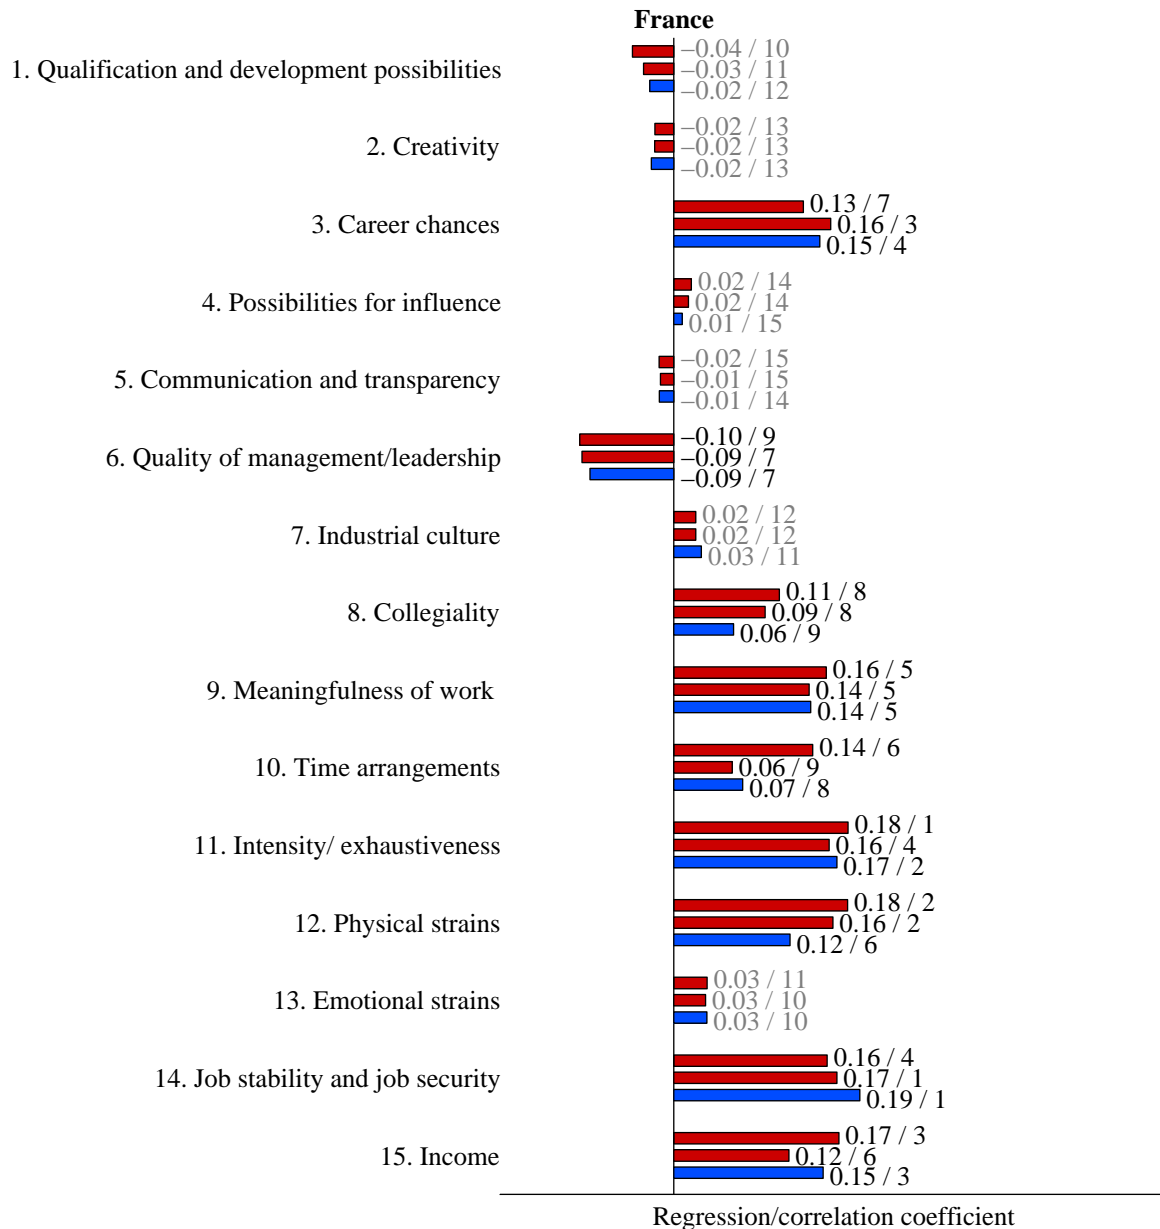 France
1. Qualification and development possibilities
–0.04 / 10
–0.03 / 11
–0.02 / 12
2. Creativity
–0.02 / 13
–0.02 / 13
–0.02 / 13
3. Career chances
0.13 / 7
0.16 / 3
0.15 / 4
4. Possibilities for influence
0.02 / 14
0.02 / 14
0.01 / 15
5. Communication and transparency
–0.02 / 15
–0.01 / 15
–0.01 / 14
6. Quality of management/leadership
–0.10 / 9
–0.09 / 7
–0.09 / 7
7. Industrial culture
0.02 / 12
0.02 / 12
0.03 / 11
8. Collegiality
0.11 / 8
0.09 / 8
0.06 / 9
9. Meaningfulness of work
0.16 / 5
0.14 / 5
0.14 / 5
10. Time arrangements
0.14 / 6
0.06 / 9
0.07 / 8
11. Intensity/ exhaustiveness
0.18 / 1
0.16 / 4
0.17 / 2
12. Physical strains
0.18 / 2
0.16 / 2
0.12 / 6
13. Emotional strains
0.03 / 11
0.03 / 10
0.03 / 10
14. Job stability and job security
0.16 / 4
0.17 / 1
0.19 / 1
15. Income
0.17 / 3
0.12 / 6
0.15 / 3
Regression/correlation coefficient